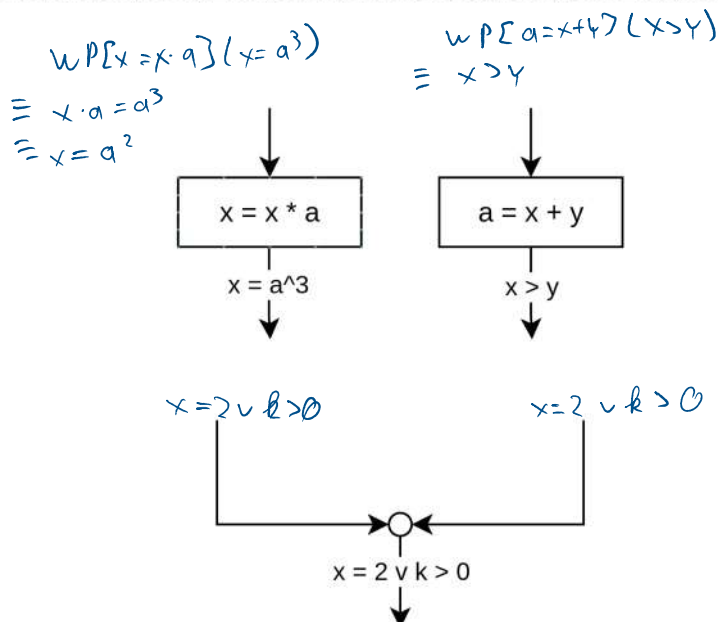 WP[x=x·a](x=a³)
≡ x·a=a³
≡ x=a²
WP[a=x+y](x>y)
≡ x>y
x = x * a
a = x + y
x = a^3
x > y
x=2 ∨ k>0
x=2 ∨ k>0
x = 2 v k > 0